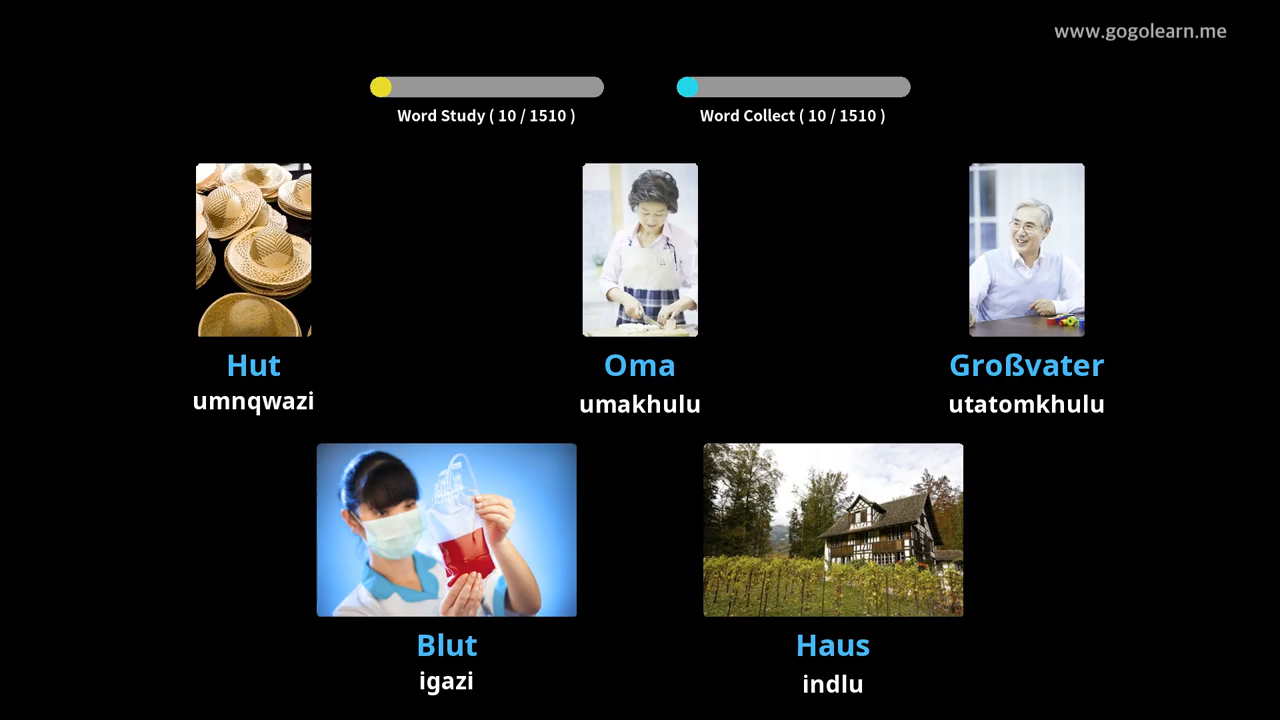 www.gogolearn.me
Word Study ( 10 / 1510 )
Word Collect ( 10 / 1510 )
Hut
umnqwazi
Oma
umakhulu
Großvater
utatomkhulu
Blut
igazi
Haus
indlu